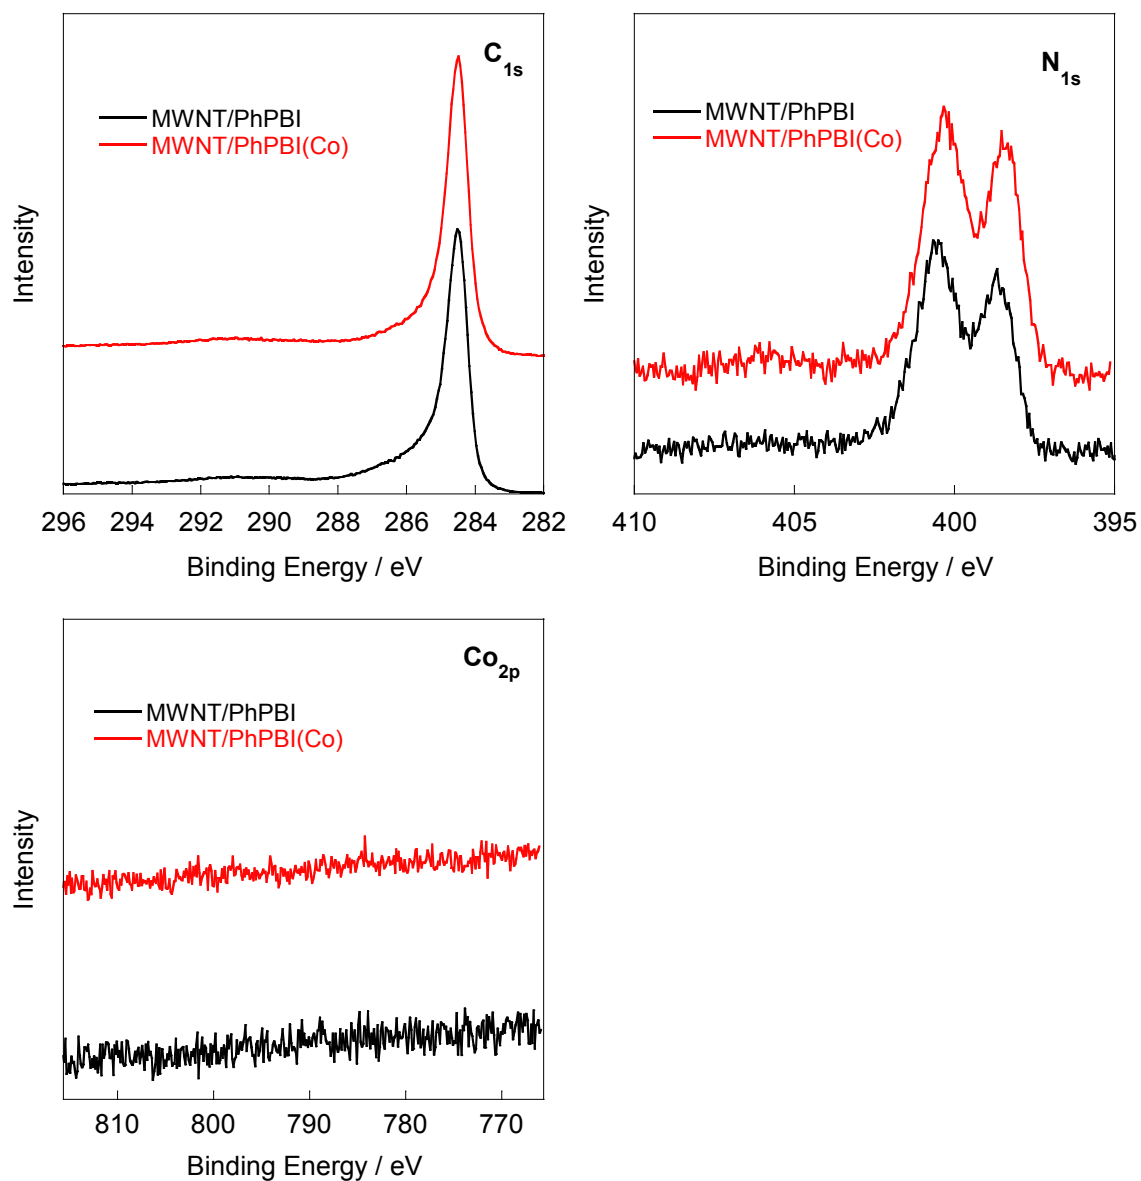 C1s
MWNT/PhPBI
MWNT/PhPBI(Co)
Intensity
296 294 292 290 288 286 284 282
Binding Energy / eV
N1s
MWNT/PhPBI
MWNT/PhPBI(Co)
Intensity
410 405 400 395
Binding Energy / eV
Co2p
MWNT/PhPBI
MWNT/PhPBI(Co)
Intensity
810 800 790 780 770
Binding Energy / eV